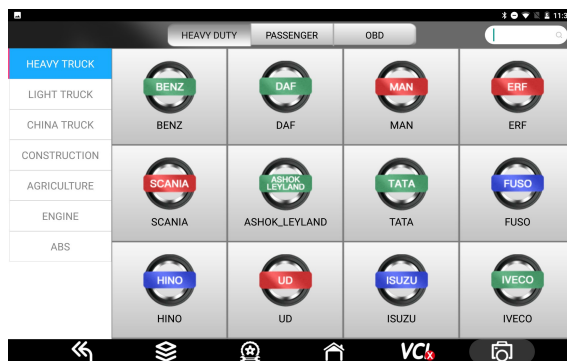 11:3
HEAVY DUTY PASSENGER OBD
HEAVY TRUCK
LIGHT TRUCK
CHINA TRUCK
CONSTRUCTION
AGRICULTURE
ENGINE
ABS
BENZ DAF MAN ERF
BENZ DAF MAN ERF
SCANIA ASHOK LEYLAND TATA FUSO
SCANIA ASHOK_LEYLAND TATA FUSO
HINO UD ISUZU IVECO
HINO UD ISUZU IVECO
VCI x